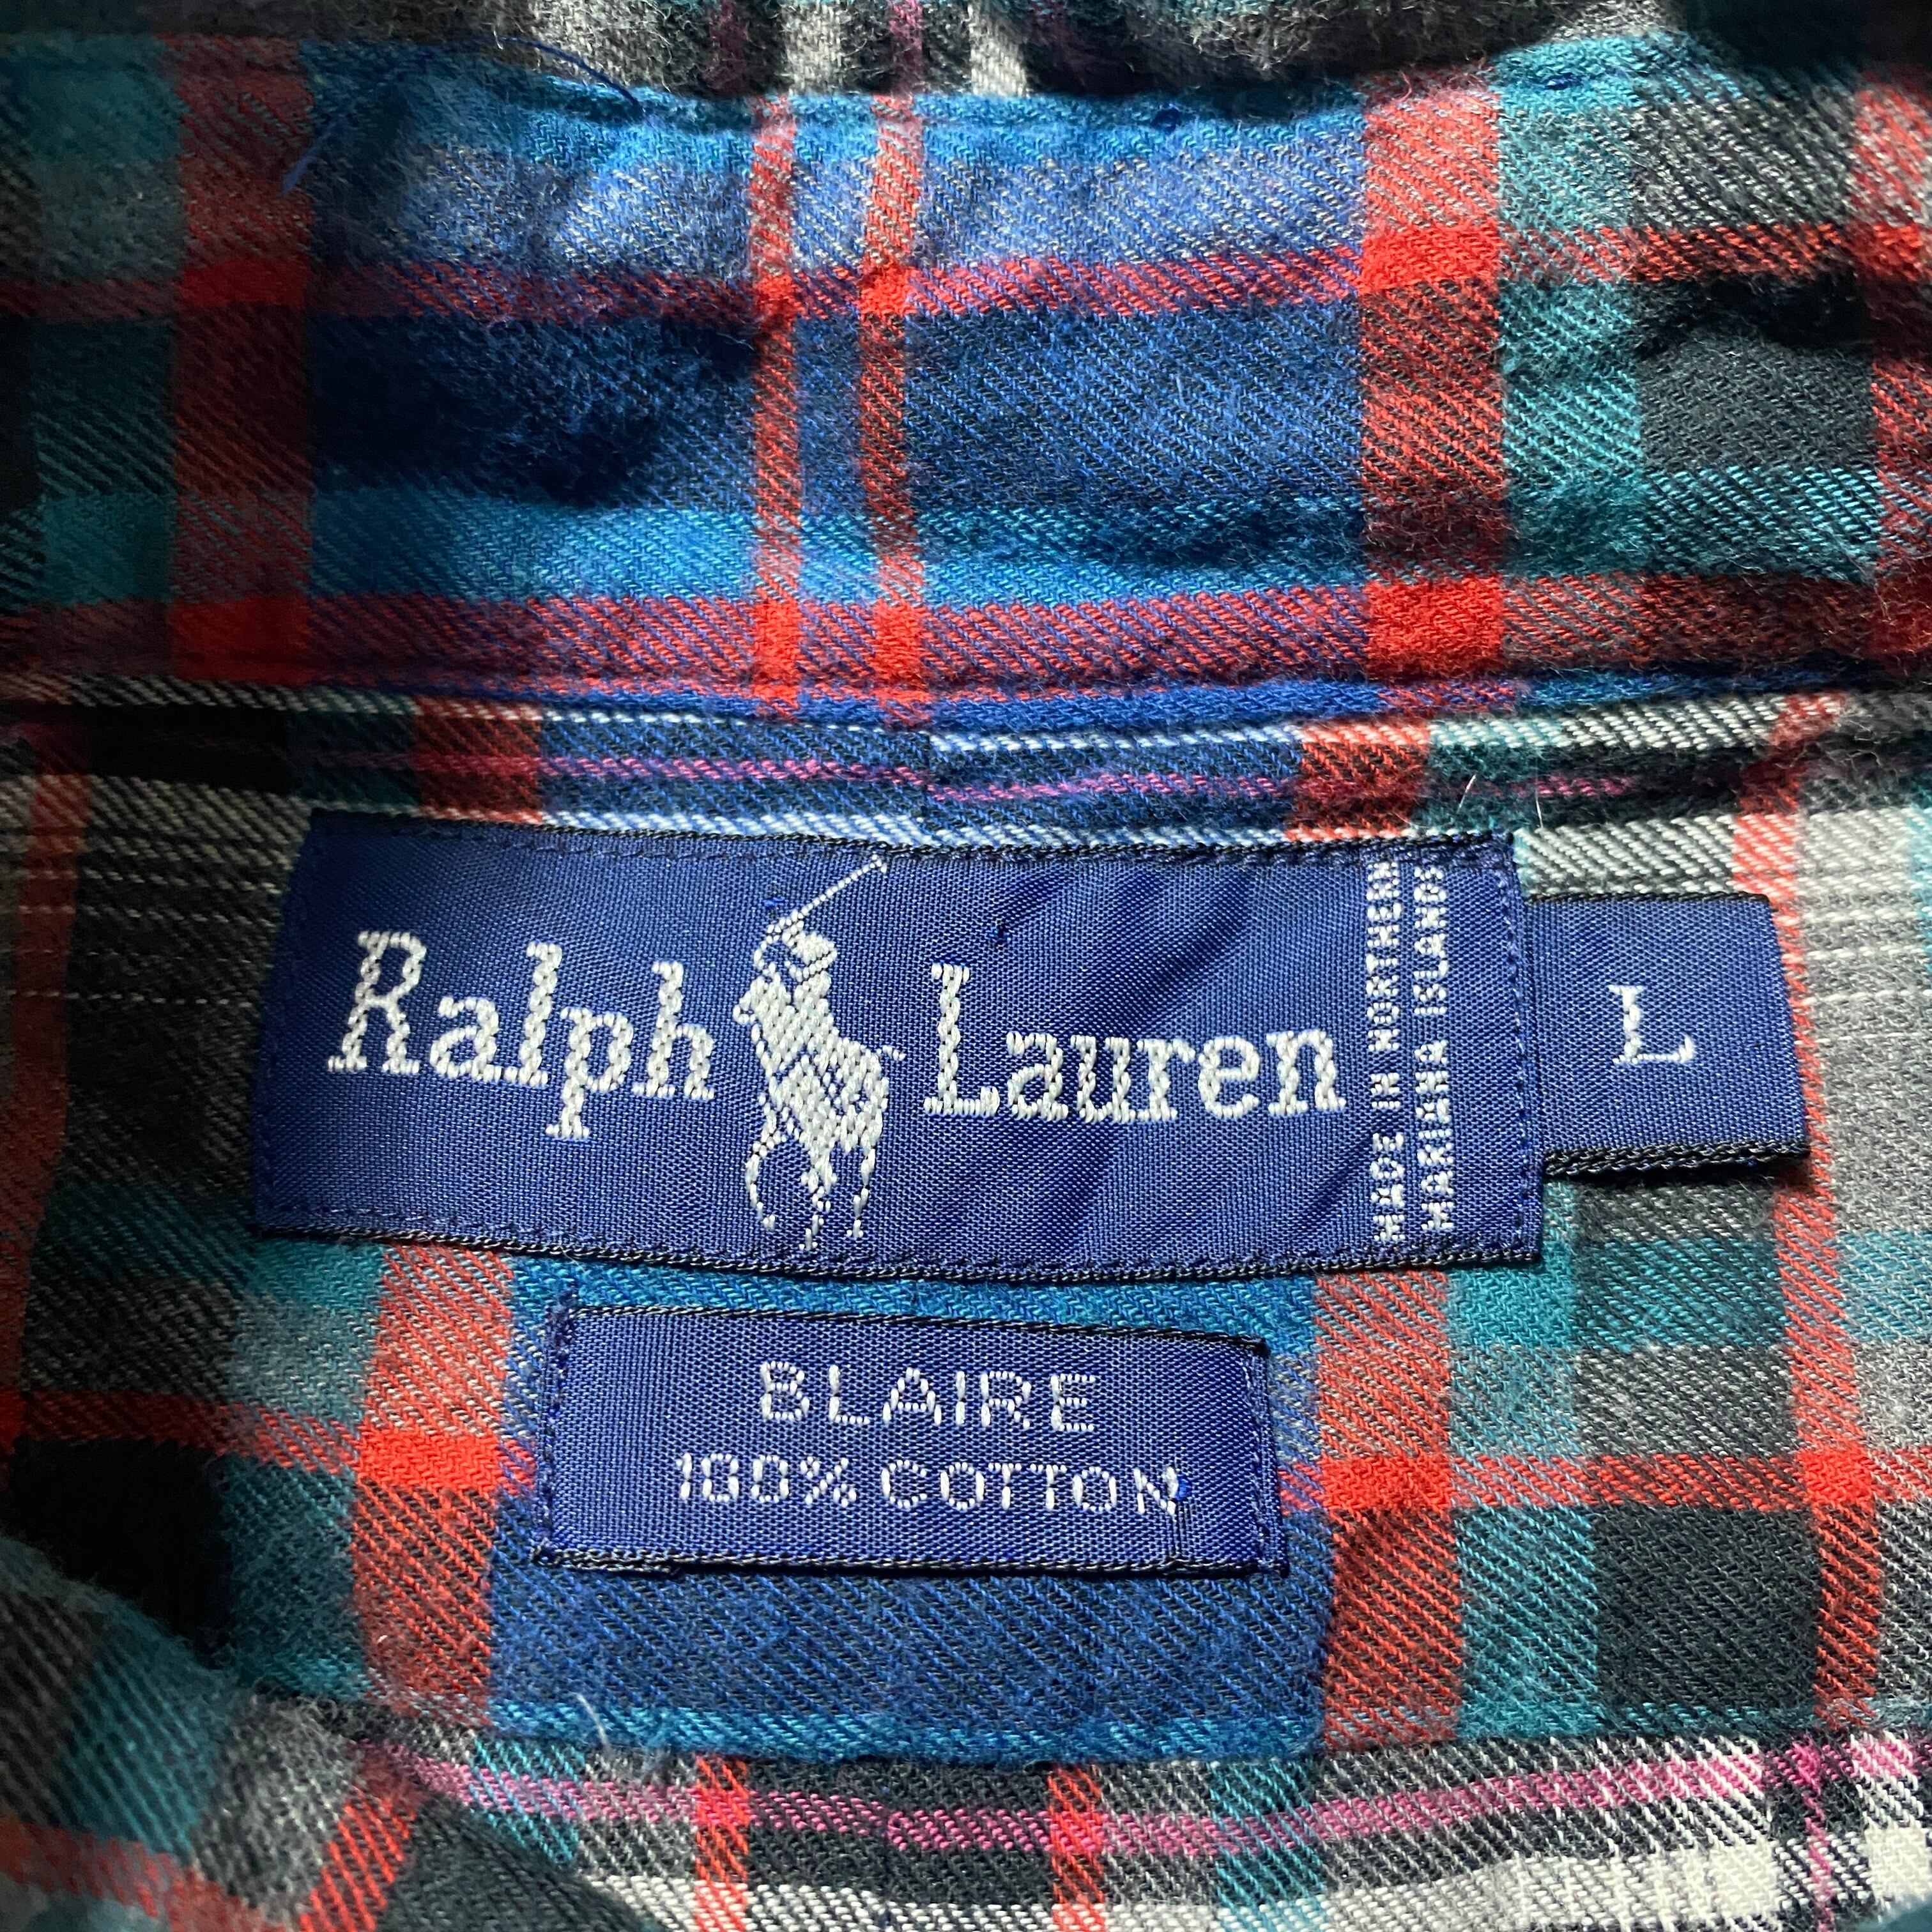 Ralph Lauren
MADE IN NORTHERN
MARIANA ISLANDS
L
BLAIRE
100% COTTON